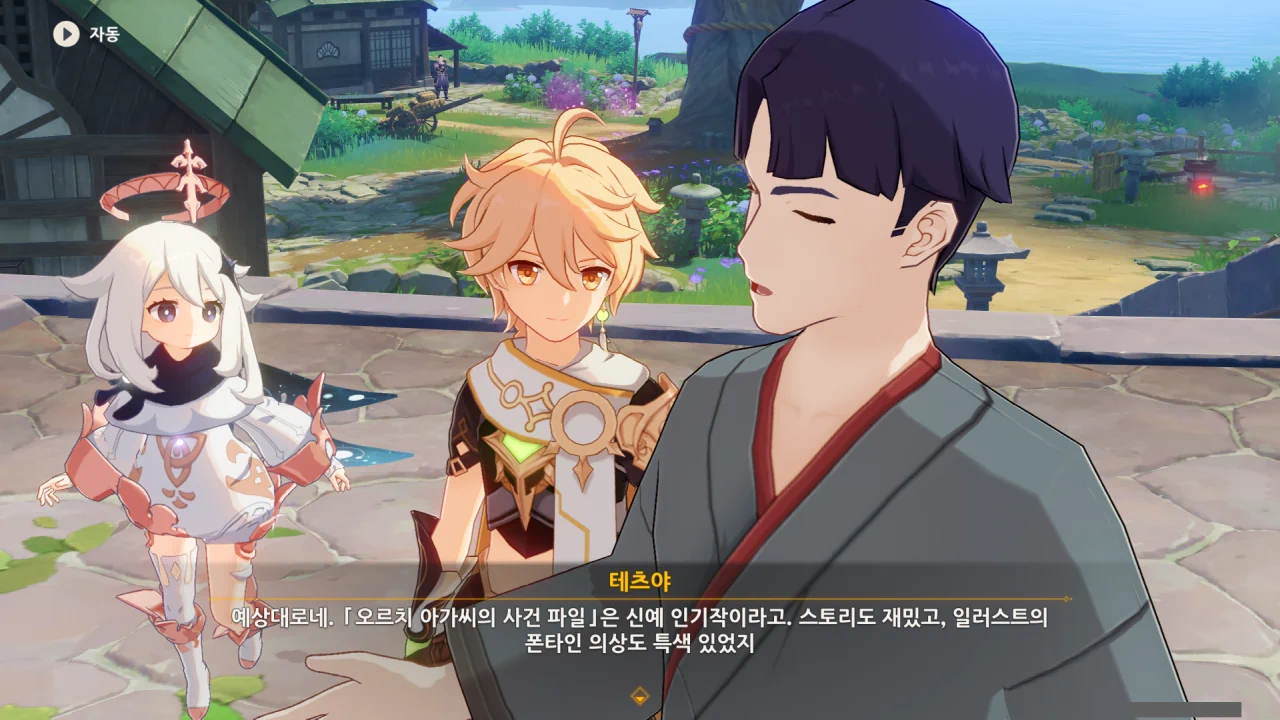 자동
테츠야
예상대로네. 「오르치 아가씨의 사건 파일」은 신예 인기작이라고. 스토리도 재밌고, 일러스트의
폰타인 의상도 특색 있었지